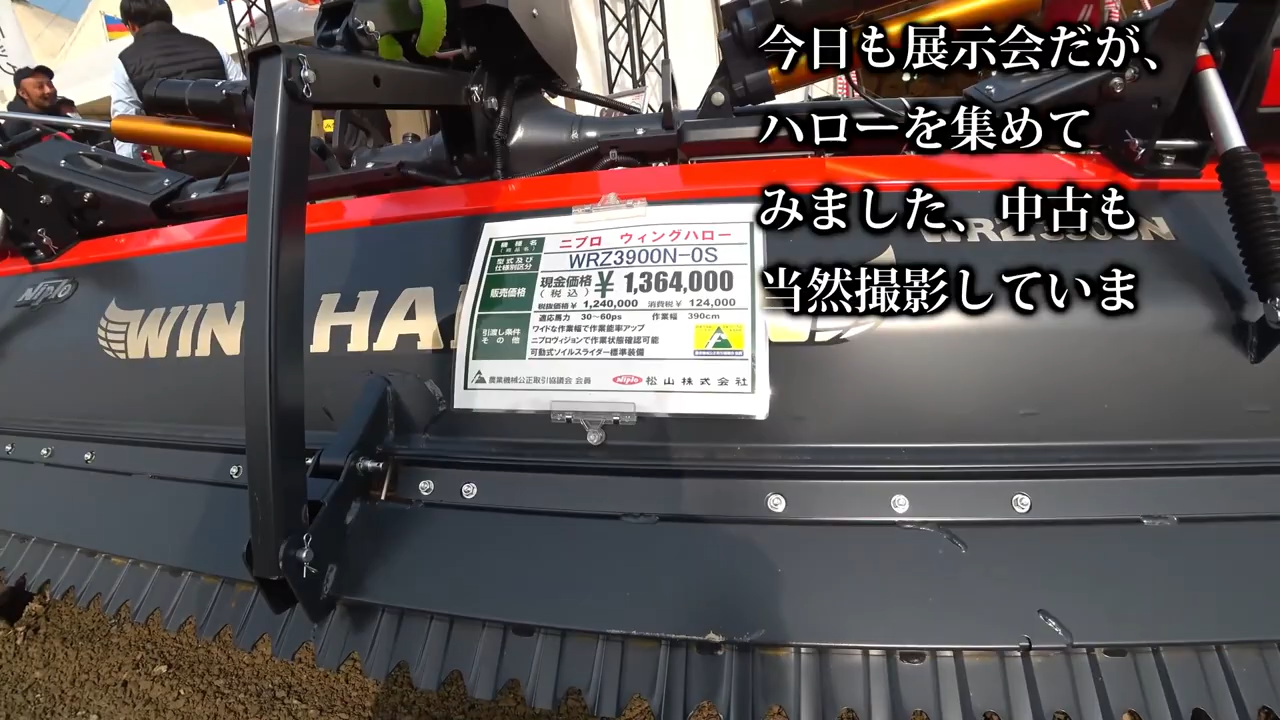 今日も展示会だが、
ハローを集めて
みました、中古も
当然撮影していま
WRZ3900N
Niplo
WIN HA
機種名
(商品名)
ニプロ ウィングハロー
型式及び
仕様別区分
WRZ3900N-0S
販売価格
現金価格
(税込)
¥1,364,000
税抜価格¥ 1,240,000 消費税¥ 124,000
適応馬力 30〜60ps 作業幅 390cm
引渡し条件
その他
ワイドな作業幅で作業能率アップ
ニプロヴィジョンで作業状態確認可能
可動式ソイルスライダー標準装備
農業機械公正取引協議会 会員
Niplo 松山株式会社